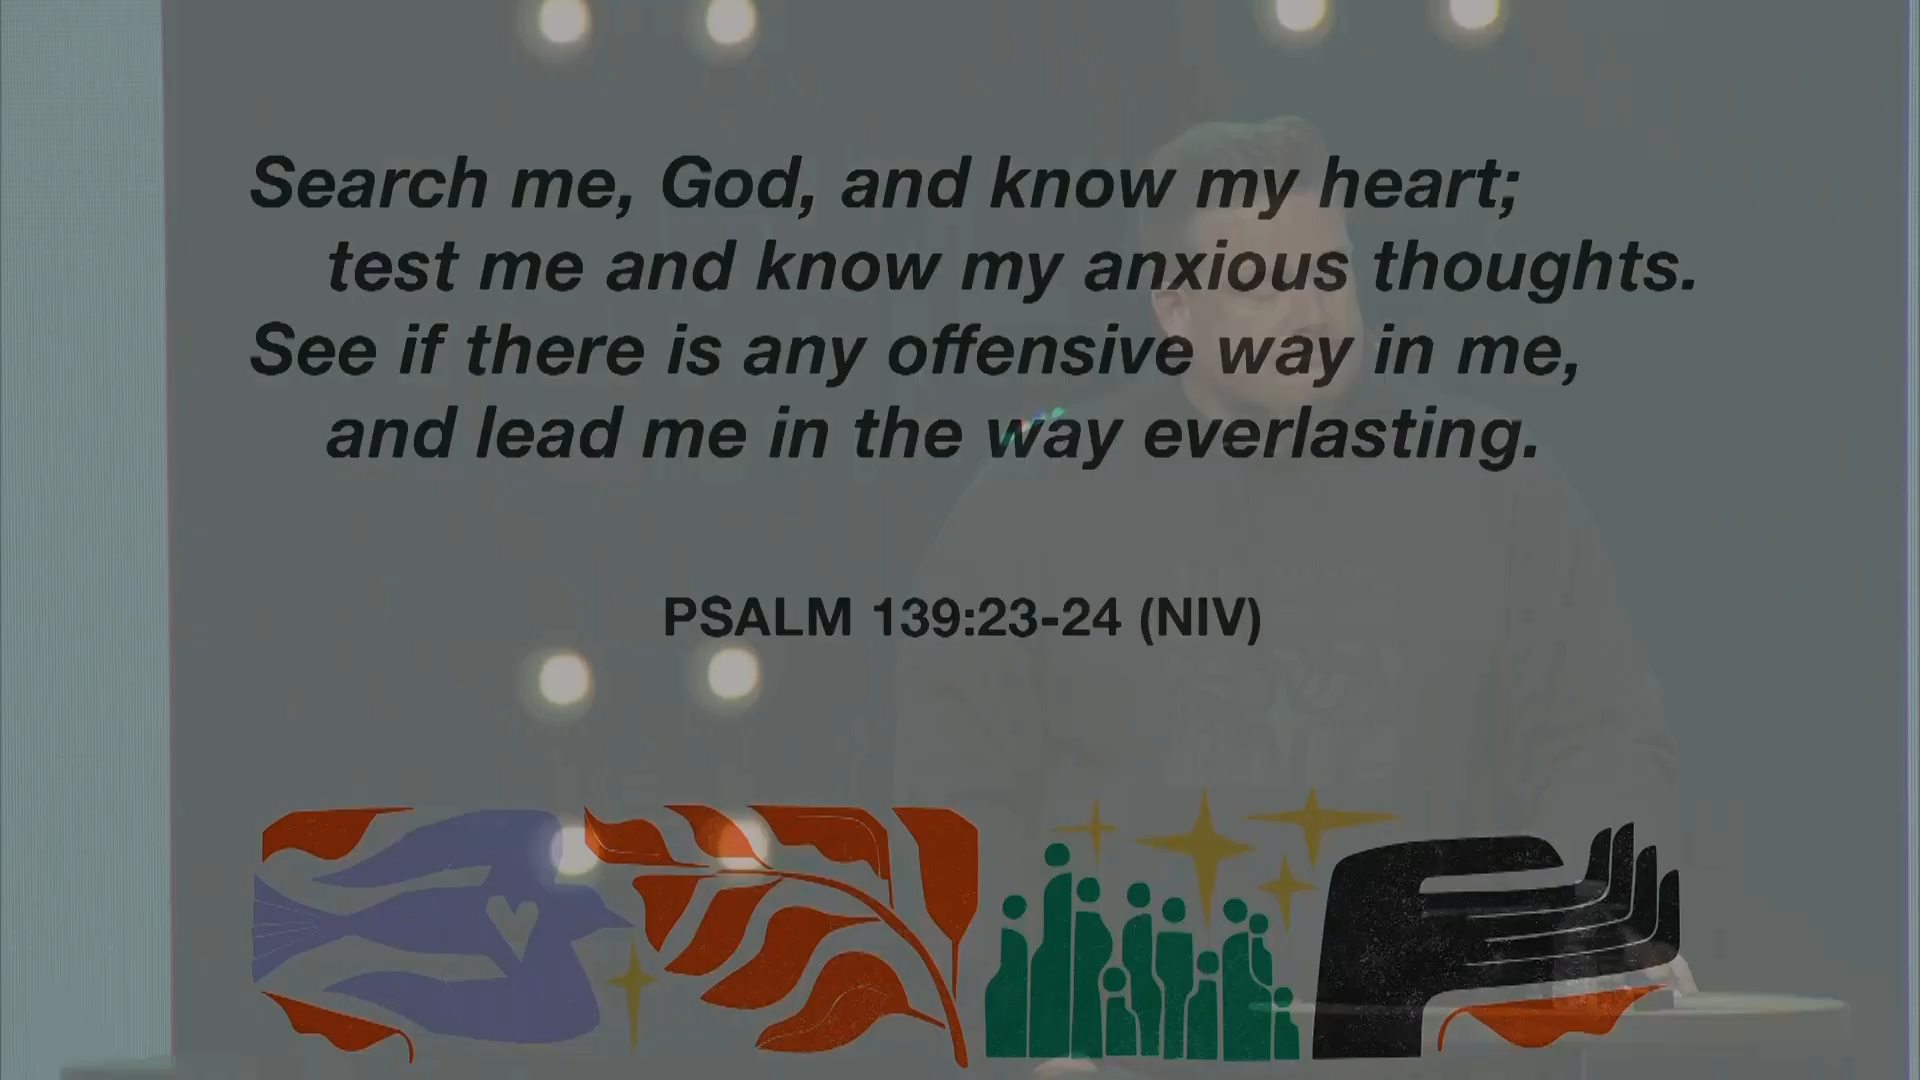 Search me, God, and know my heart;
test me and know my anxious thoughts.
See if there is any offensive way in me,
and lead me in the way everlasting.
PSALM 139:23-24 (NIV)